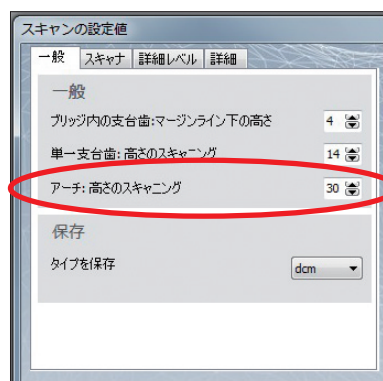 スキャンの設定値
一般 スキャナ 詳細レベル 詳細
一般
ブリッジ内の支台歯:マージンライン下の高さ 4
単一支台歯: 高さのスキャニング 14
アーチ: 高さのスキャニング 30
保存
タイプを保存 dcm